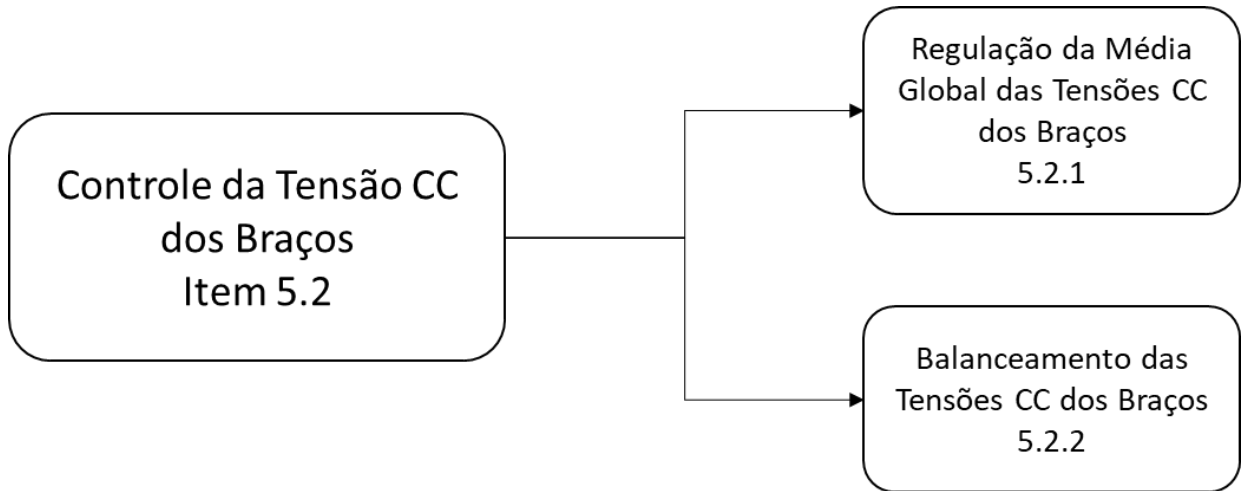 Controle da Tensão CC
dos Braços
Item 5.2
Regulação da Média
Global das Tensões CC
dos Braços
5.2.1
Balanceamento das
Tensões CC dos Braços
5.2.2